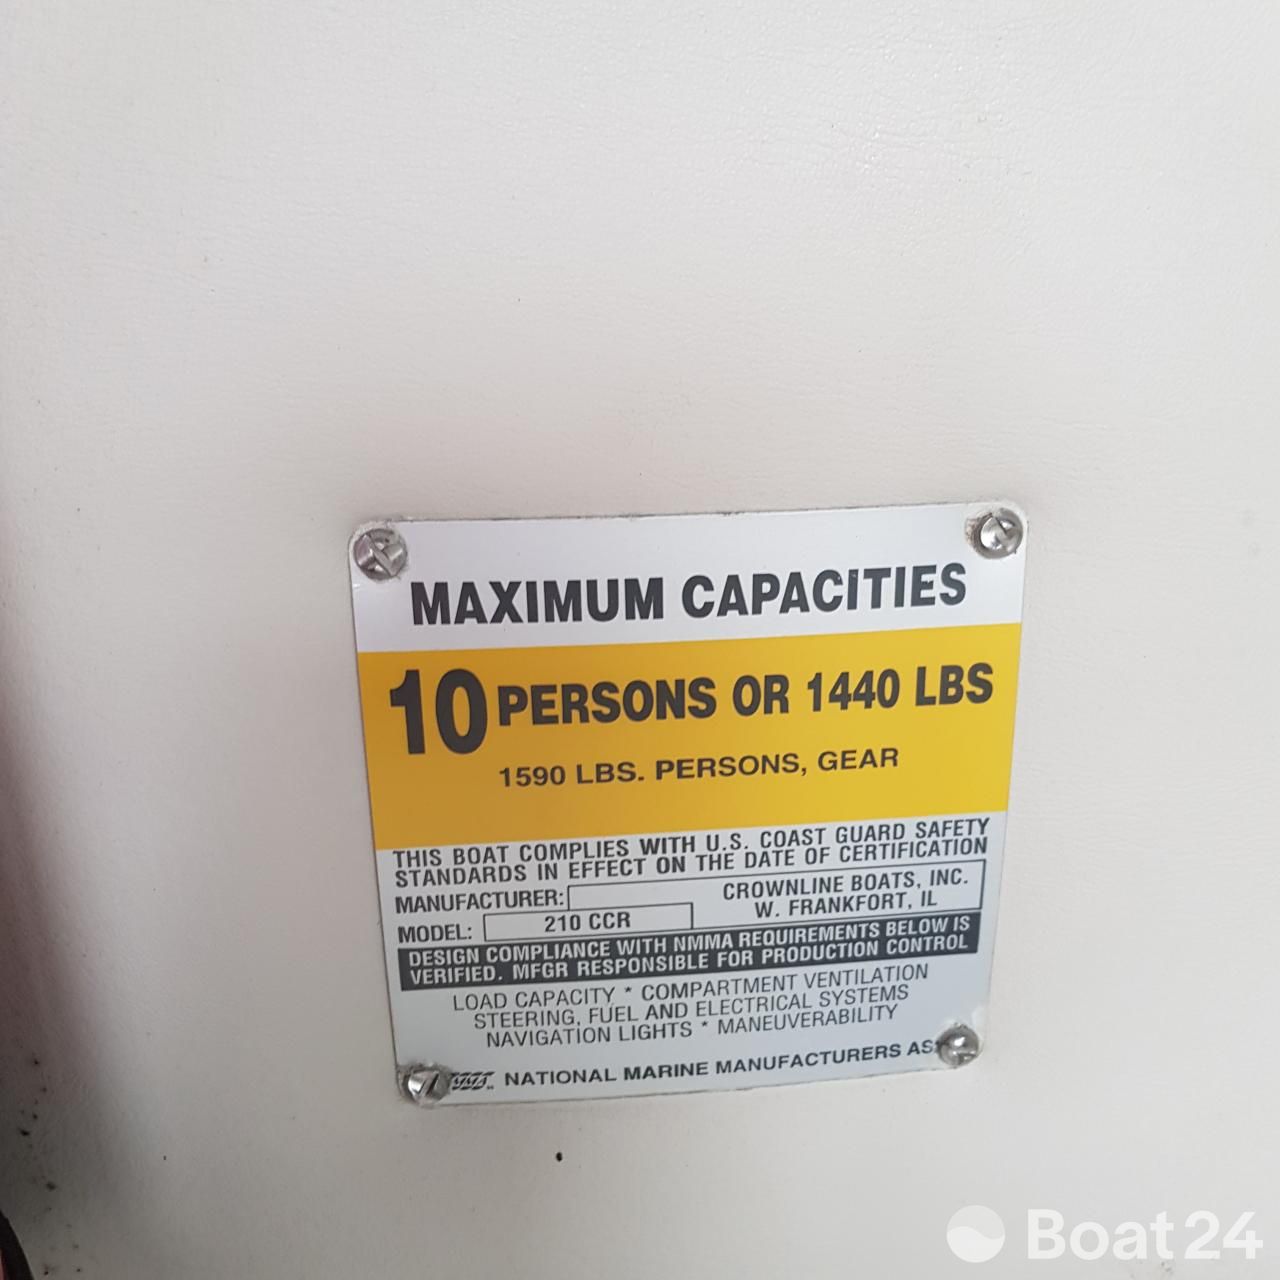 MAXIMUM CAPACITIES
10 PERSONS OR 1440 LBS
1590 LBS. PERSONS, GEAR
THIS BOAT COMPLIES WITH U.S. COAST GUARD SAFETY
STANDARDS IN EFFECT ON THE DATE OF CERTIFICATION
MANUFACTURER: CROWNLINE BOATS, INC.
W. FRANKFORT, IL
MODEL: 210 CCR
DESIGN COMPLIANCE WITH NMMA REQUIREMENTS BELOW IS
VERIFIED. MFGR RESPONSIBLE FOR PRODUCTION CONTROL
LOAD CAPACITY * COMPARTMENT VENTILATION
STEERING, FUEL AND ELECTRICAL SYSTEMS
NAVIGATION LIGHTS * MANEUVERABILITY
NATIONAL MARINE MANUFACTURERS
Boat24